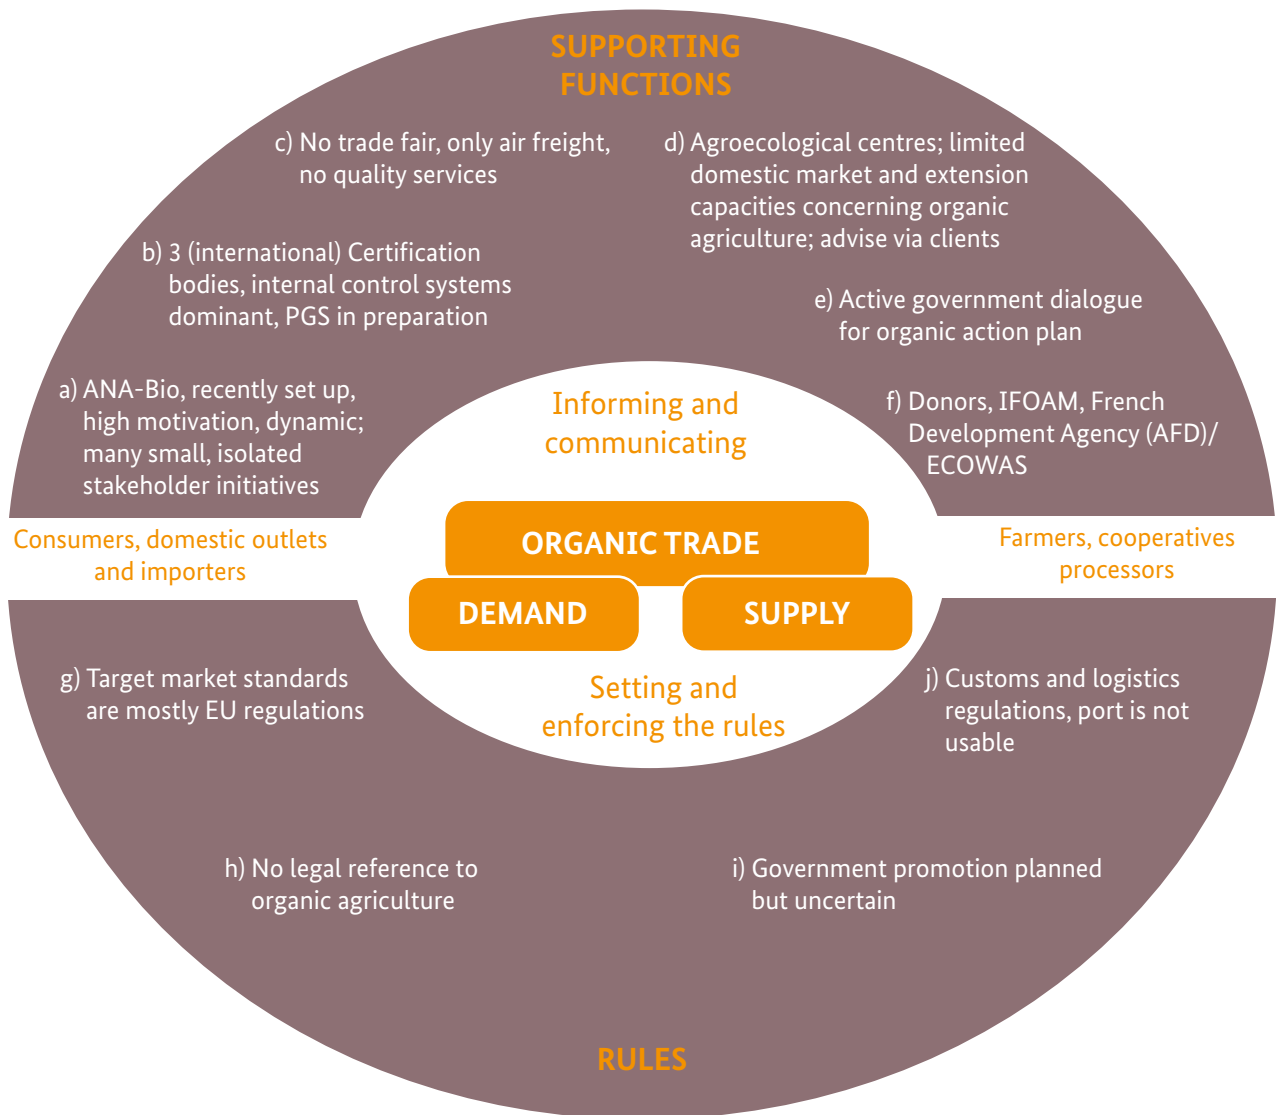 SUPPORTING
FUNCTIONS
c) No trade fair, only air freight,
no quality services
d) Agroecological centres; limited
domestic market and extension
capacities concerning organic
agriculture; advise via clients
b) 3 (international) Certification
bodies, internal control systems
dominant, PGS in preparation
e) Active government dialogue
for organic action plan
a) ANA-Bio, recently set up,
high motivation, dynamic;
many small, isolated
stakeholder initiatives
Informing and
communicating
f) Donors, IFOAM, French
Development Agency (AFD)/
ECOWAS
Consumers, domestic outlets
and importers
ORGANIC TRADE
DEMAND
SUPPLY
Farmers, cooperatives
processors
Setting and
enforcing the rules
g) Target market standards
are mostly EU regulations
j) Customs and logistics
regulations, port is not
usable
h) No legal reference to
organic agriculture
i) Government promotion planned
but uncertain
RULES